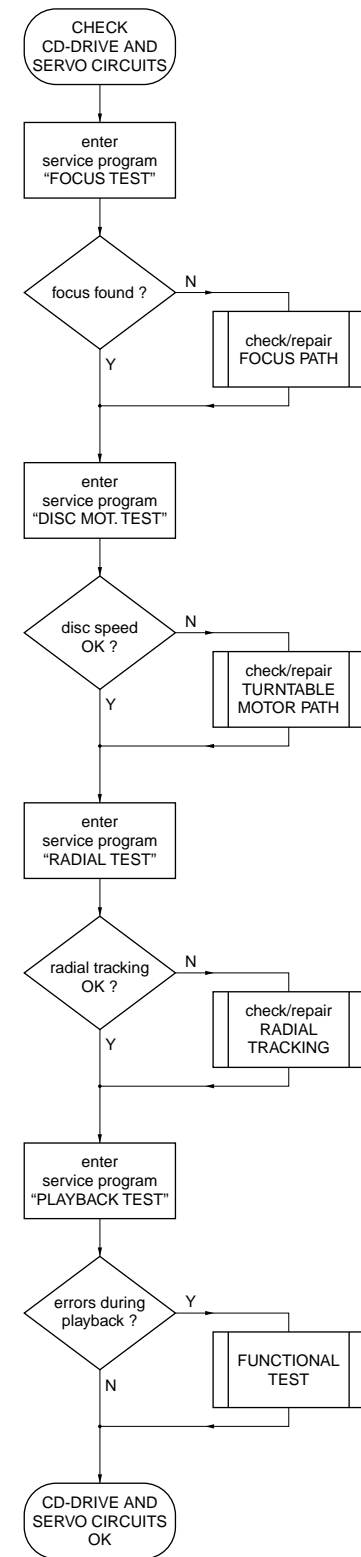 CHECK
CD-DRIVE AND
SERVO CIRCUITS
enter
service program
“FOCUS TEST”
focus found ?
N
check/repair
FOCUS PATH
Y
enter
service program
“DISC MOT. TEST”
disc speed
OK ?
N
check/repair
TURNTABLE
MOTOR PATH
Y
enter
service program
“RADIAL TEST”
radial tracking
OK ?
N
check/repair
RADIAL
TRACKING
Y
enter
service program
“PLAYBACK TEST”
errors during
playback ?
Y
FUNCTIONAL
TEST
N
CD-DRIVE AND
SERVO CIRCUITS
OK